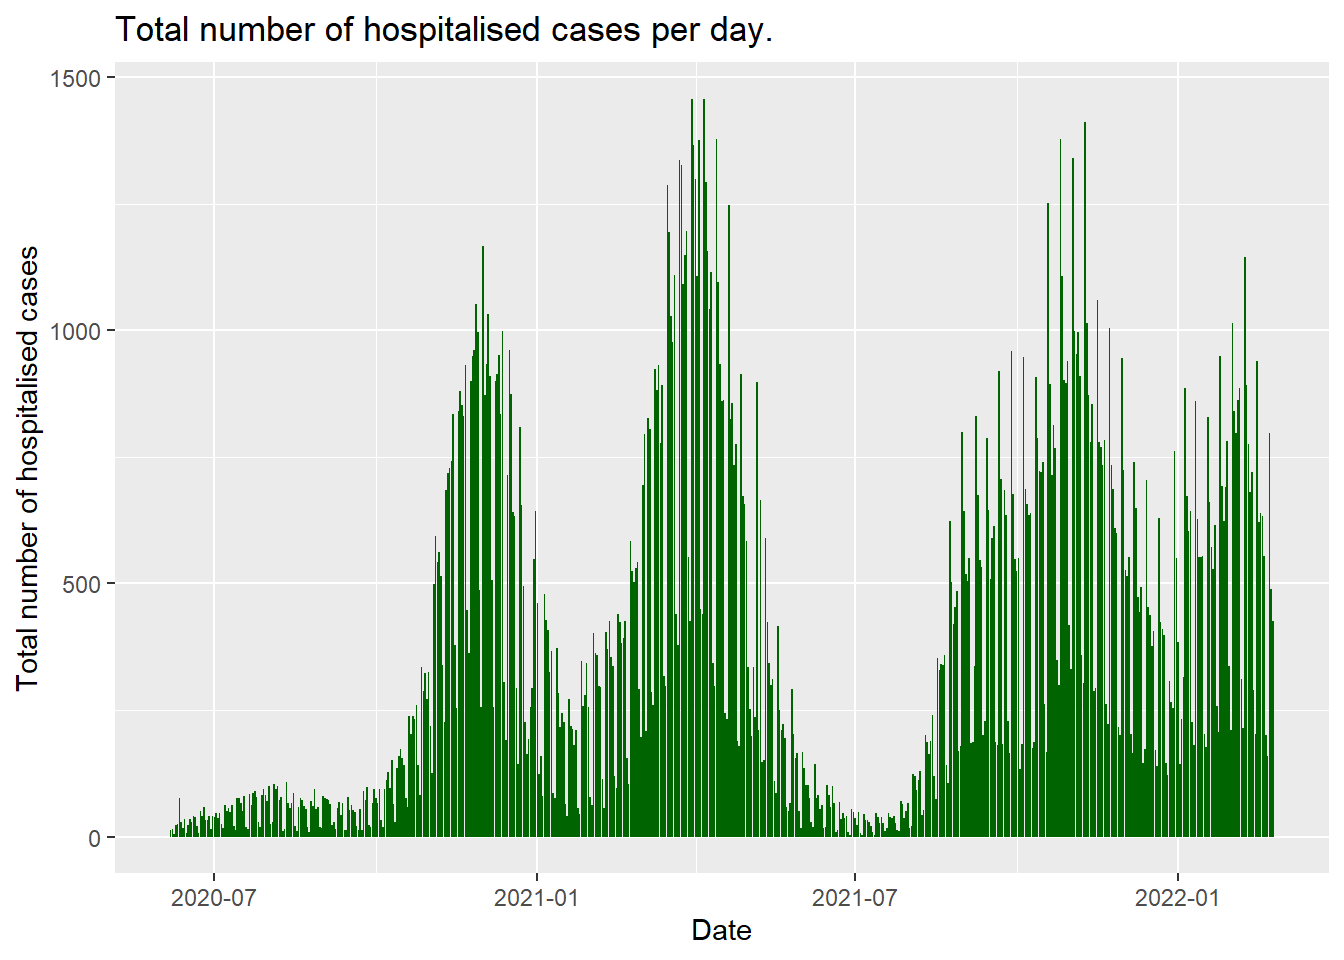 Total number of hospitalised cases per day.
Total number of hospitalised cases
1500
1000
500
0
2020-07
2021-01
2021-07
2022-01
Date